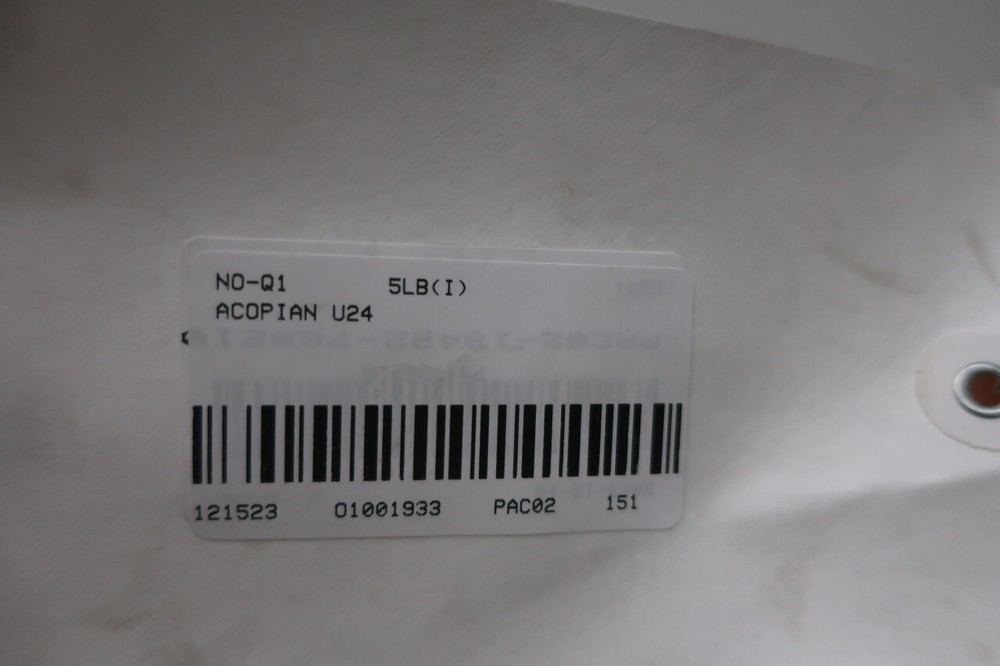 NO-Q1 5LB(I)
ACOPIAN U24
121523 01001933 PAC02 151